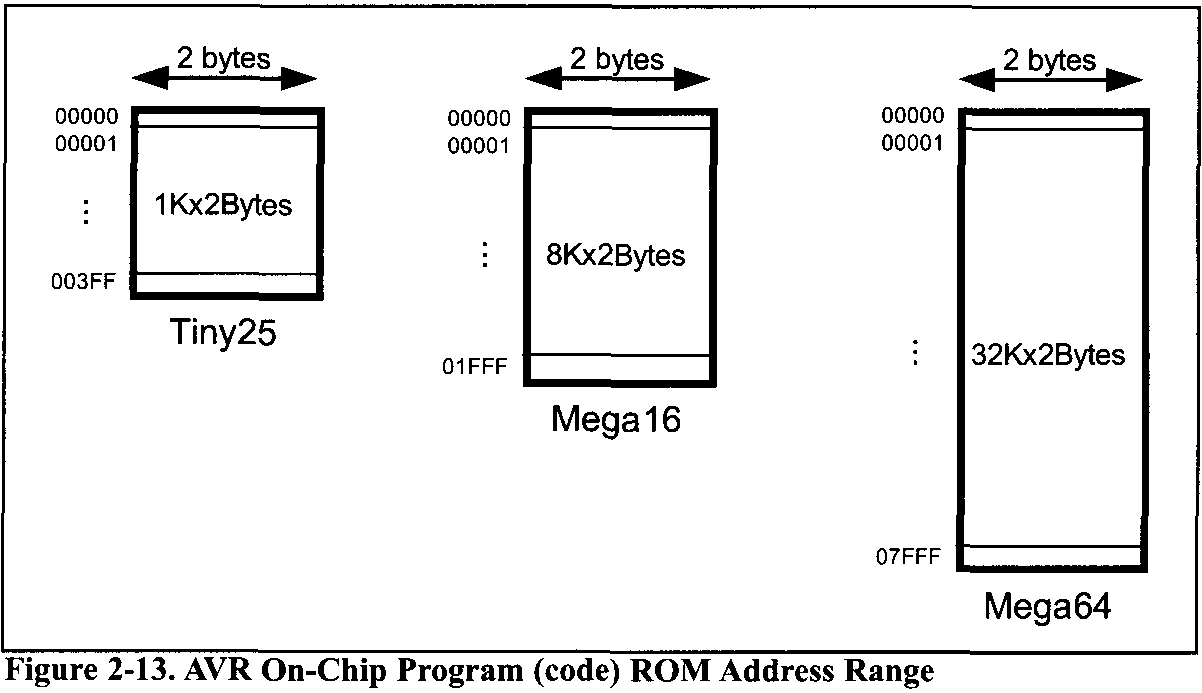 2 bytes
00000
00001
⋮
1Kx2Bytes
003FF
Tiny25
2 bytes
00000
00001
⋮
8Kx2Bytes
01FFF
Mega16
2 bytes
00000
00001
⋮
32Kx2Bytes
07FFF
Mega64
Figure 2-13. AVR On-Chip Program (code) ROM Address Range